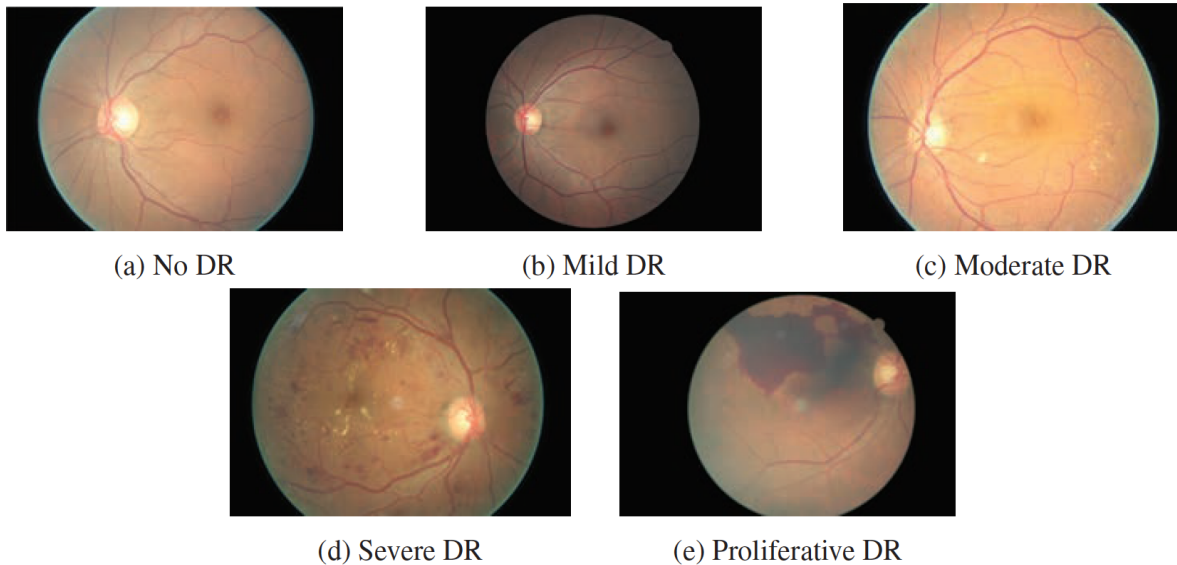 (a) No DR
(b) Mild DR
(c) Moderate DR
(d) Severe DR
(e) Proliferative DR